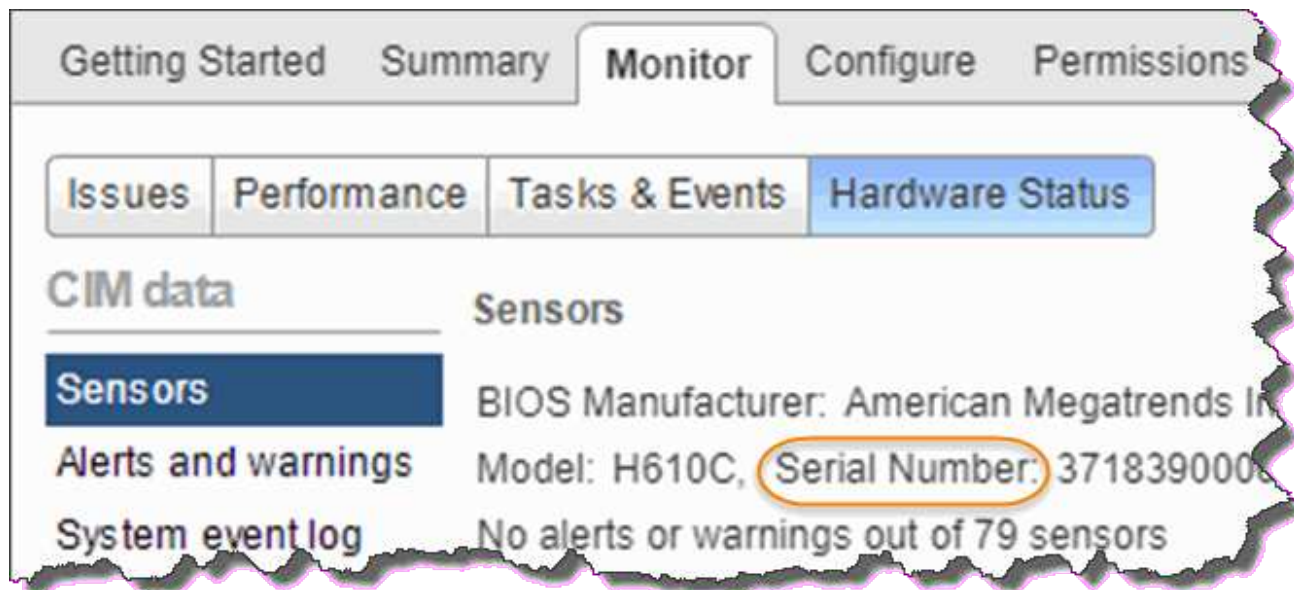 Getting Started Summary Monitor Configure Permissions
Issues Performance Tasks & Events Hardware Status
CIM data
Sensors
Sensors
Alerts and warnings
System event log
BIOS Manufacturer: American Megatrends
Model: H610C, Serial Number: 371839000
No alerts or warnings out of 79 sensors